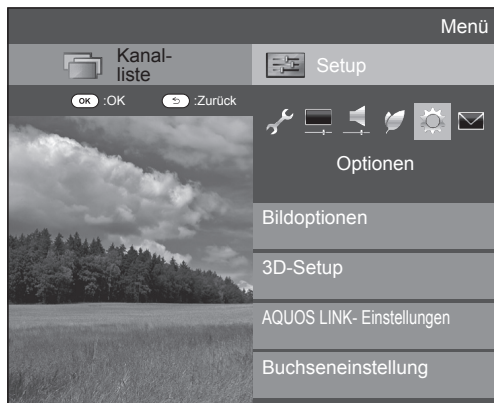 Menü
Kanal-
liste
Setup
OK :OK
:Zurück
Optionen
Bildoptionen
3D-Setup
AQUOS LINK- Einstellungen
Buchseneinstellung